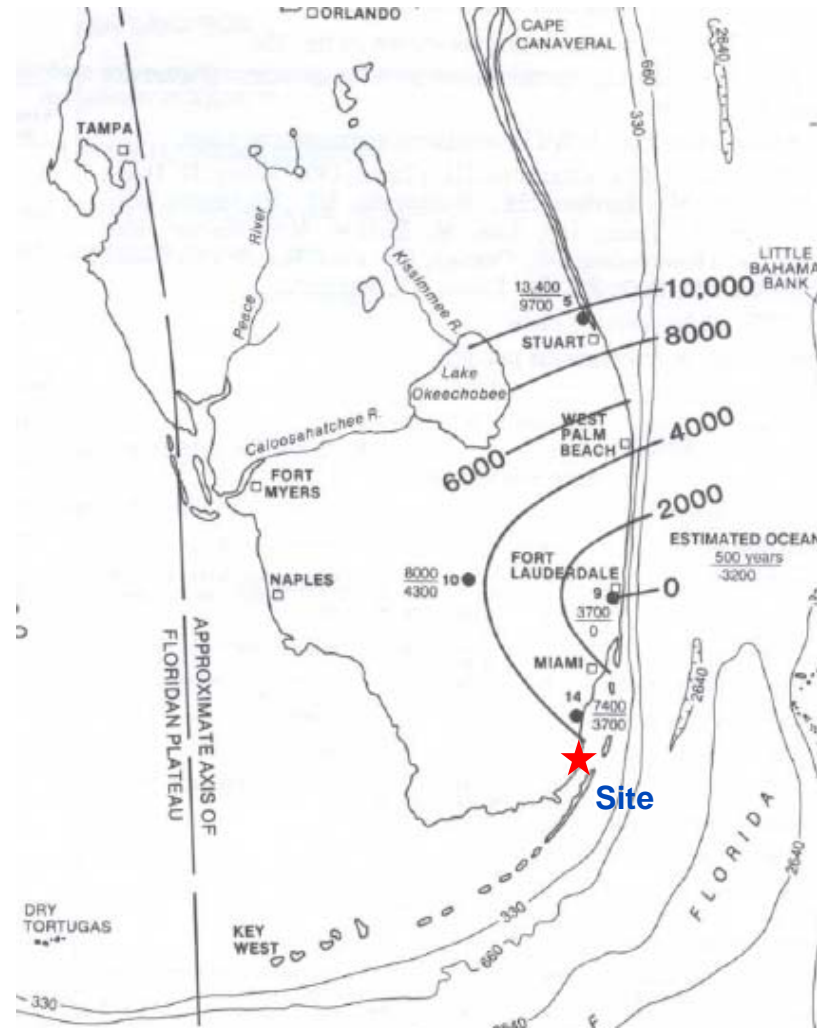 ORLANDO
CAPE
CANAVERAL
2640
660
330
TAMPA
Peace River
Kissimmee R.
LITTLE
BAHAMA
BANK
13,400
9700
5
10,000
STUART
8000
Lake
Okeechobee
Caloosahatchee R.
WEST
PALM
BEACH
4000
6000
FORT
MYERS
2000
ESTIMATED OCEAN
500 years
-3200
FORT
LAUDERDALE
8000
4300
10
NAPLES
9
0
3700
0
APPROXIMATE AXIS OF
FLORIDAN PLATEAU
MIAMI
2640
14
7400
3700
Site
FLORIDA
2640
DRY
TORTUGAS
KEY
WEST
330
660
330
2640
F